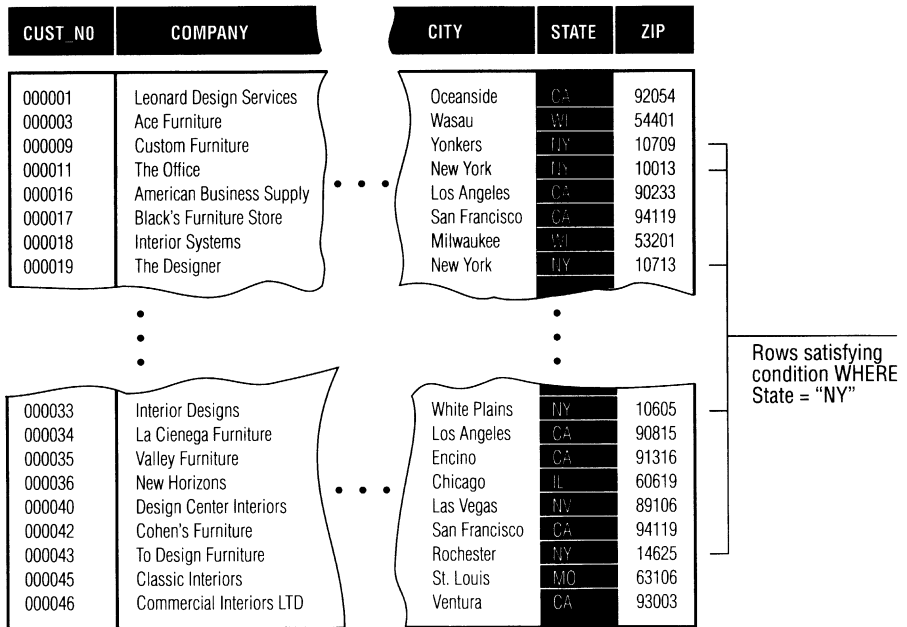 CUST_NO COMPANY CITY STATE ZIP
000001 Leonard Design Services Oceanside CA 92054
000003 Ace Furniture Wasau WI 54401
000009 Custom Furniture Yonkers NY 10709
000011 The Office New York NY 10013
000016 American Business Supply Los Angeles CA 90233
000017 Black's Furniture Store San Francisco CA 94119
000018 Interior Systems Milwaukee WI 53201
000019 The Designer New York NY 10713
000033 Interior Designs White Plains NY 10605
000034 La Cienega Furniture Los Angeles CA 90815
000035 Valley Furniture Encino CA 91316
000036 New Horizons Chicago IL 60619
000040 Design Center Interiors Las Vegas NV 89106
000042 Cohen's Furniture San Francisco CA 94119
000043 To Design Furniture Rochester NY 14625
000045 Classic Interiors St. Louis MO 63106
000046 Commercial Interiors LTD Ventura CA 93003
Rows satisfying
condition WHERE
State = “NY”